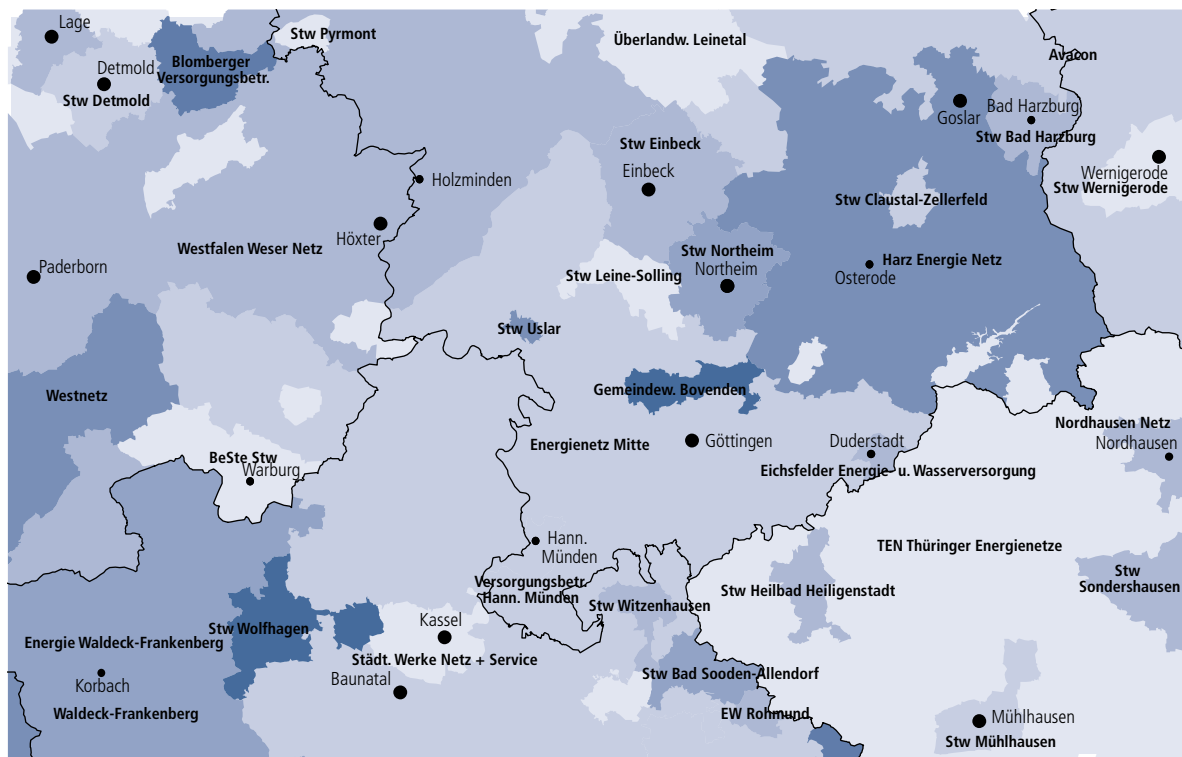 Lage
Stw Pyrmont
Überlandw. Leinetal
Avacon
Blomberger
Versorgungsbetr.
Detmold
Stw Detmold
Goslar
Bad Harzburg
Stw Bad Harzburg
Stw Einbeck
Einbeck
Wernigerode
Stw Wernigerode
Holzminden
Stw Claustal-Zellerfeld
Höxter
Westfalen Weser Netz
Stw Northeim
Northeim
Harz Energie Netz
Osterode
Paderborn
Stw Leine-Solling
Stw Uslar
Westnetz
Gemeindew. Bovenden
Nordhausen Netz
Nordhausen
Energienetz Mitte
Göttingen
Duderstadt
Eichsfelder Energie- u. Wasserversorgung
BeSte Stw
Warburg
Hann.
Münden
TEN Thüringer Energienetze
Versorgungsbetr.
Hann. Münden
Stw Witzenhausen
Stw Heilbad Heiligenstadt
Stw
Sondershausen
Stw Wolfhagen
Kassel
Energie Waldeck-Frankenberg
Städt. Werke Netz + Service
Baunatal
Korbach
Stw Bad Sooden-Allendorf
Waldeck-Frankenberg
EW Rohmund
Mühlhausen
Stw Mühlhausen